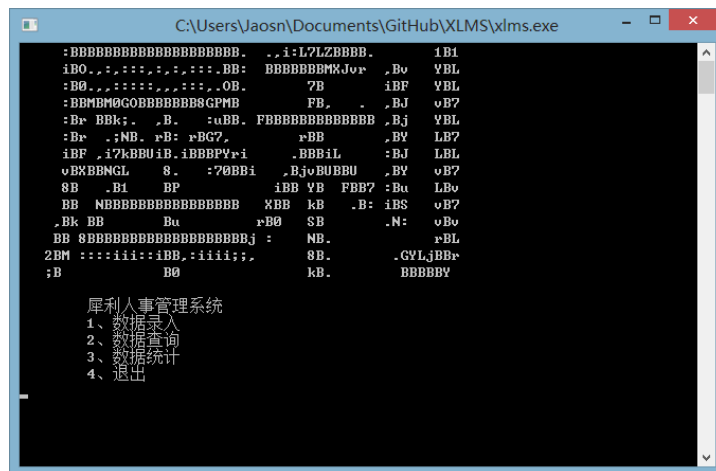 C:\Users\Jaosn\Documents\GitHub\XLMS\xlms.exe
:BBBBBBBBBBBBBBBBBBBBB. .,i:L7LZBBBB. 1B1
iBO.,:,:::,:,:,:::.BB: BBBBBBBMXJvr ,Bv YBL
:B0.,,:::::,,,:::,..OB. 7B iBF YBL
:BBMBM0GOBBBBBBB8GPMB FB, . ,BJ vB7
:Br BBk;. ,B. :uBB. FBBBBBBBBBBBBBB ,Bj YBL
:Br .;NB. rB: rBG7, rBB ,BY LB7
iBF ,i7kBBUiB.iBBBPYri .BBBiL :BJ LBL
vBXBBNGL 8. :70BBi ,BjvBUBBU ,BY vB7
8B .B1 BP iBB YB FBB7 :Bu LBv
BB NBBBBBBBBBBBBBBBBB XBB kB .B: iBS vB7
,Bk BB Bu rB0 SB .N: vBv
BB 8BBBBBBBBBBBBBBBBBBBBj : NB. rBL
2BM ::::iii::iBB,:iiii;;, 8B. .GYLjBBr
;B B0 kB. BBBBBY
犀利人事管理系统
1、数据录入
2、数据查询
3、数据统计
4、退出